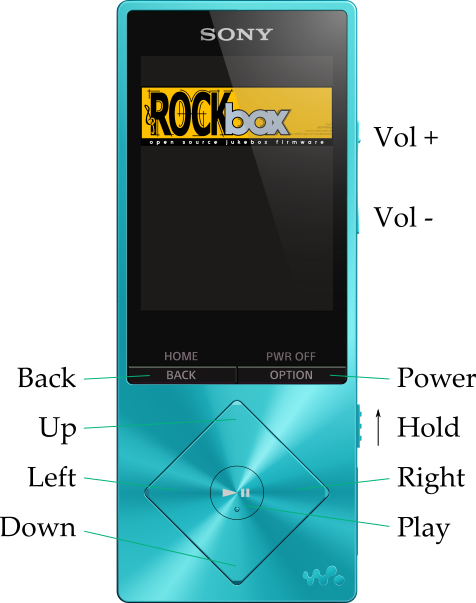 SONY
ROCKbox
open source jukebox firmware
Vol +
Vol -
HOME PWR OFF
BACK OPTION
Back Power
Up Hold
Left Right
Down Play